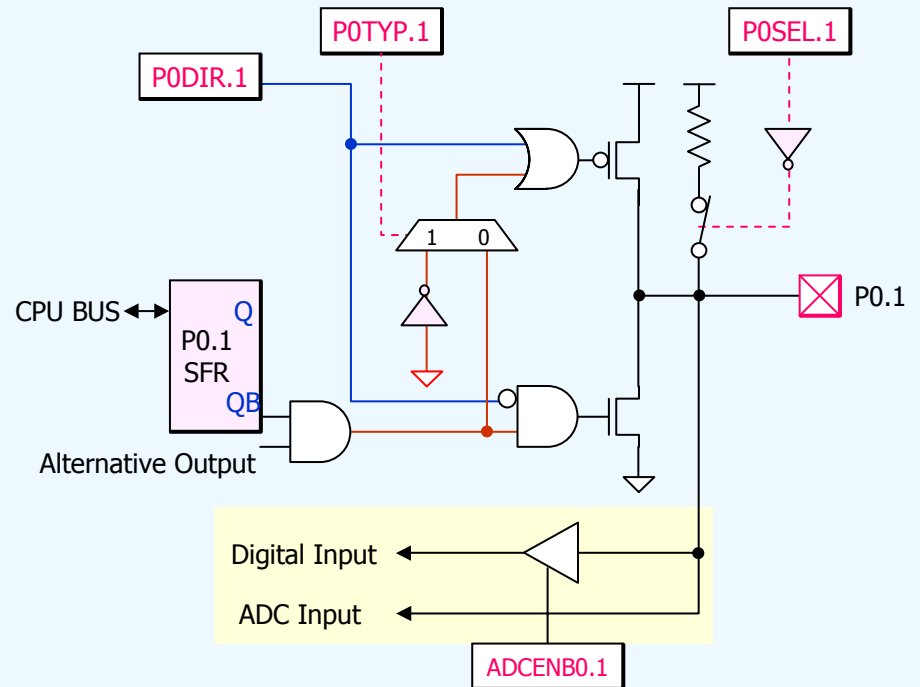 P0TYP.1
P0SEL.1
P0DIR.1
1 0
CPU BUS
Q
P0.1
SFR
QB
P0.1
Alternative Output
Digital Input
ADC Input
ADCENB0.1